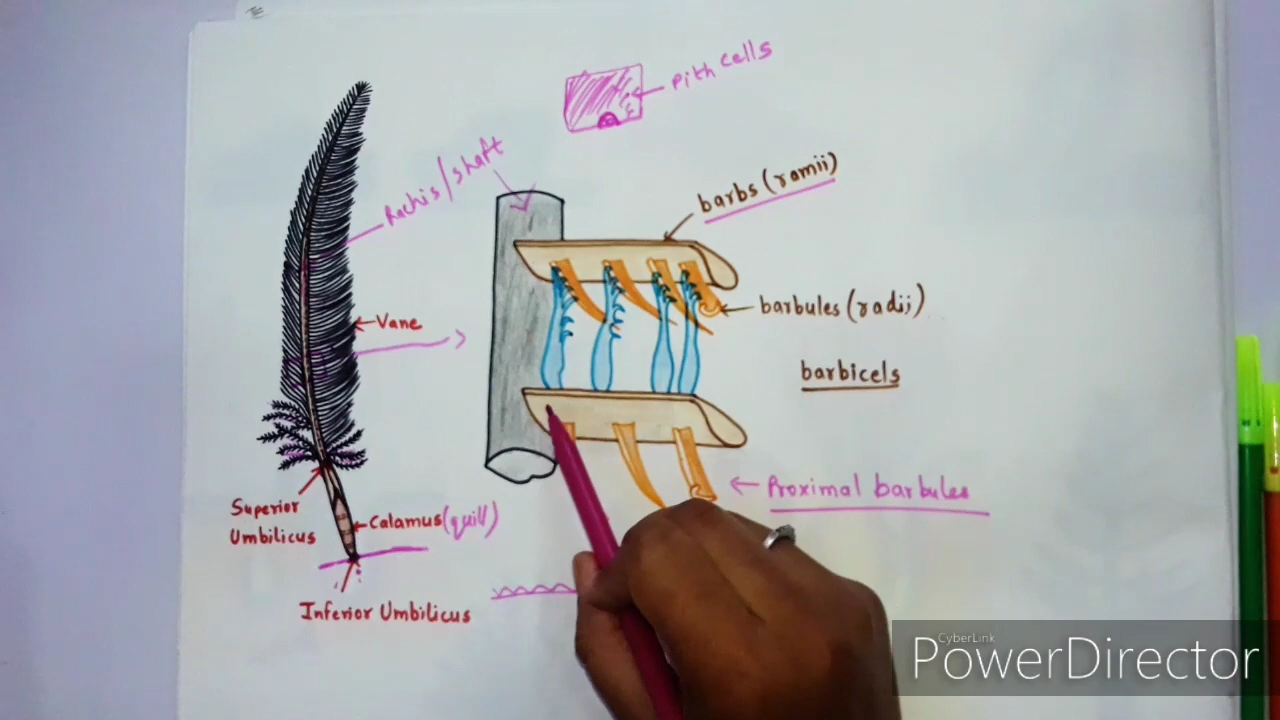 Pith cells
Rachis/shaft
barbs (ramii)
barbules (radii)
Vane
barbicels
Proximal barbules
Superior
Umbilicus
Calamus (quill)
Inferior Umbilicus
CyberLink
PowerDirector